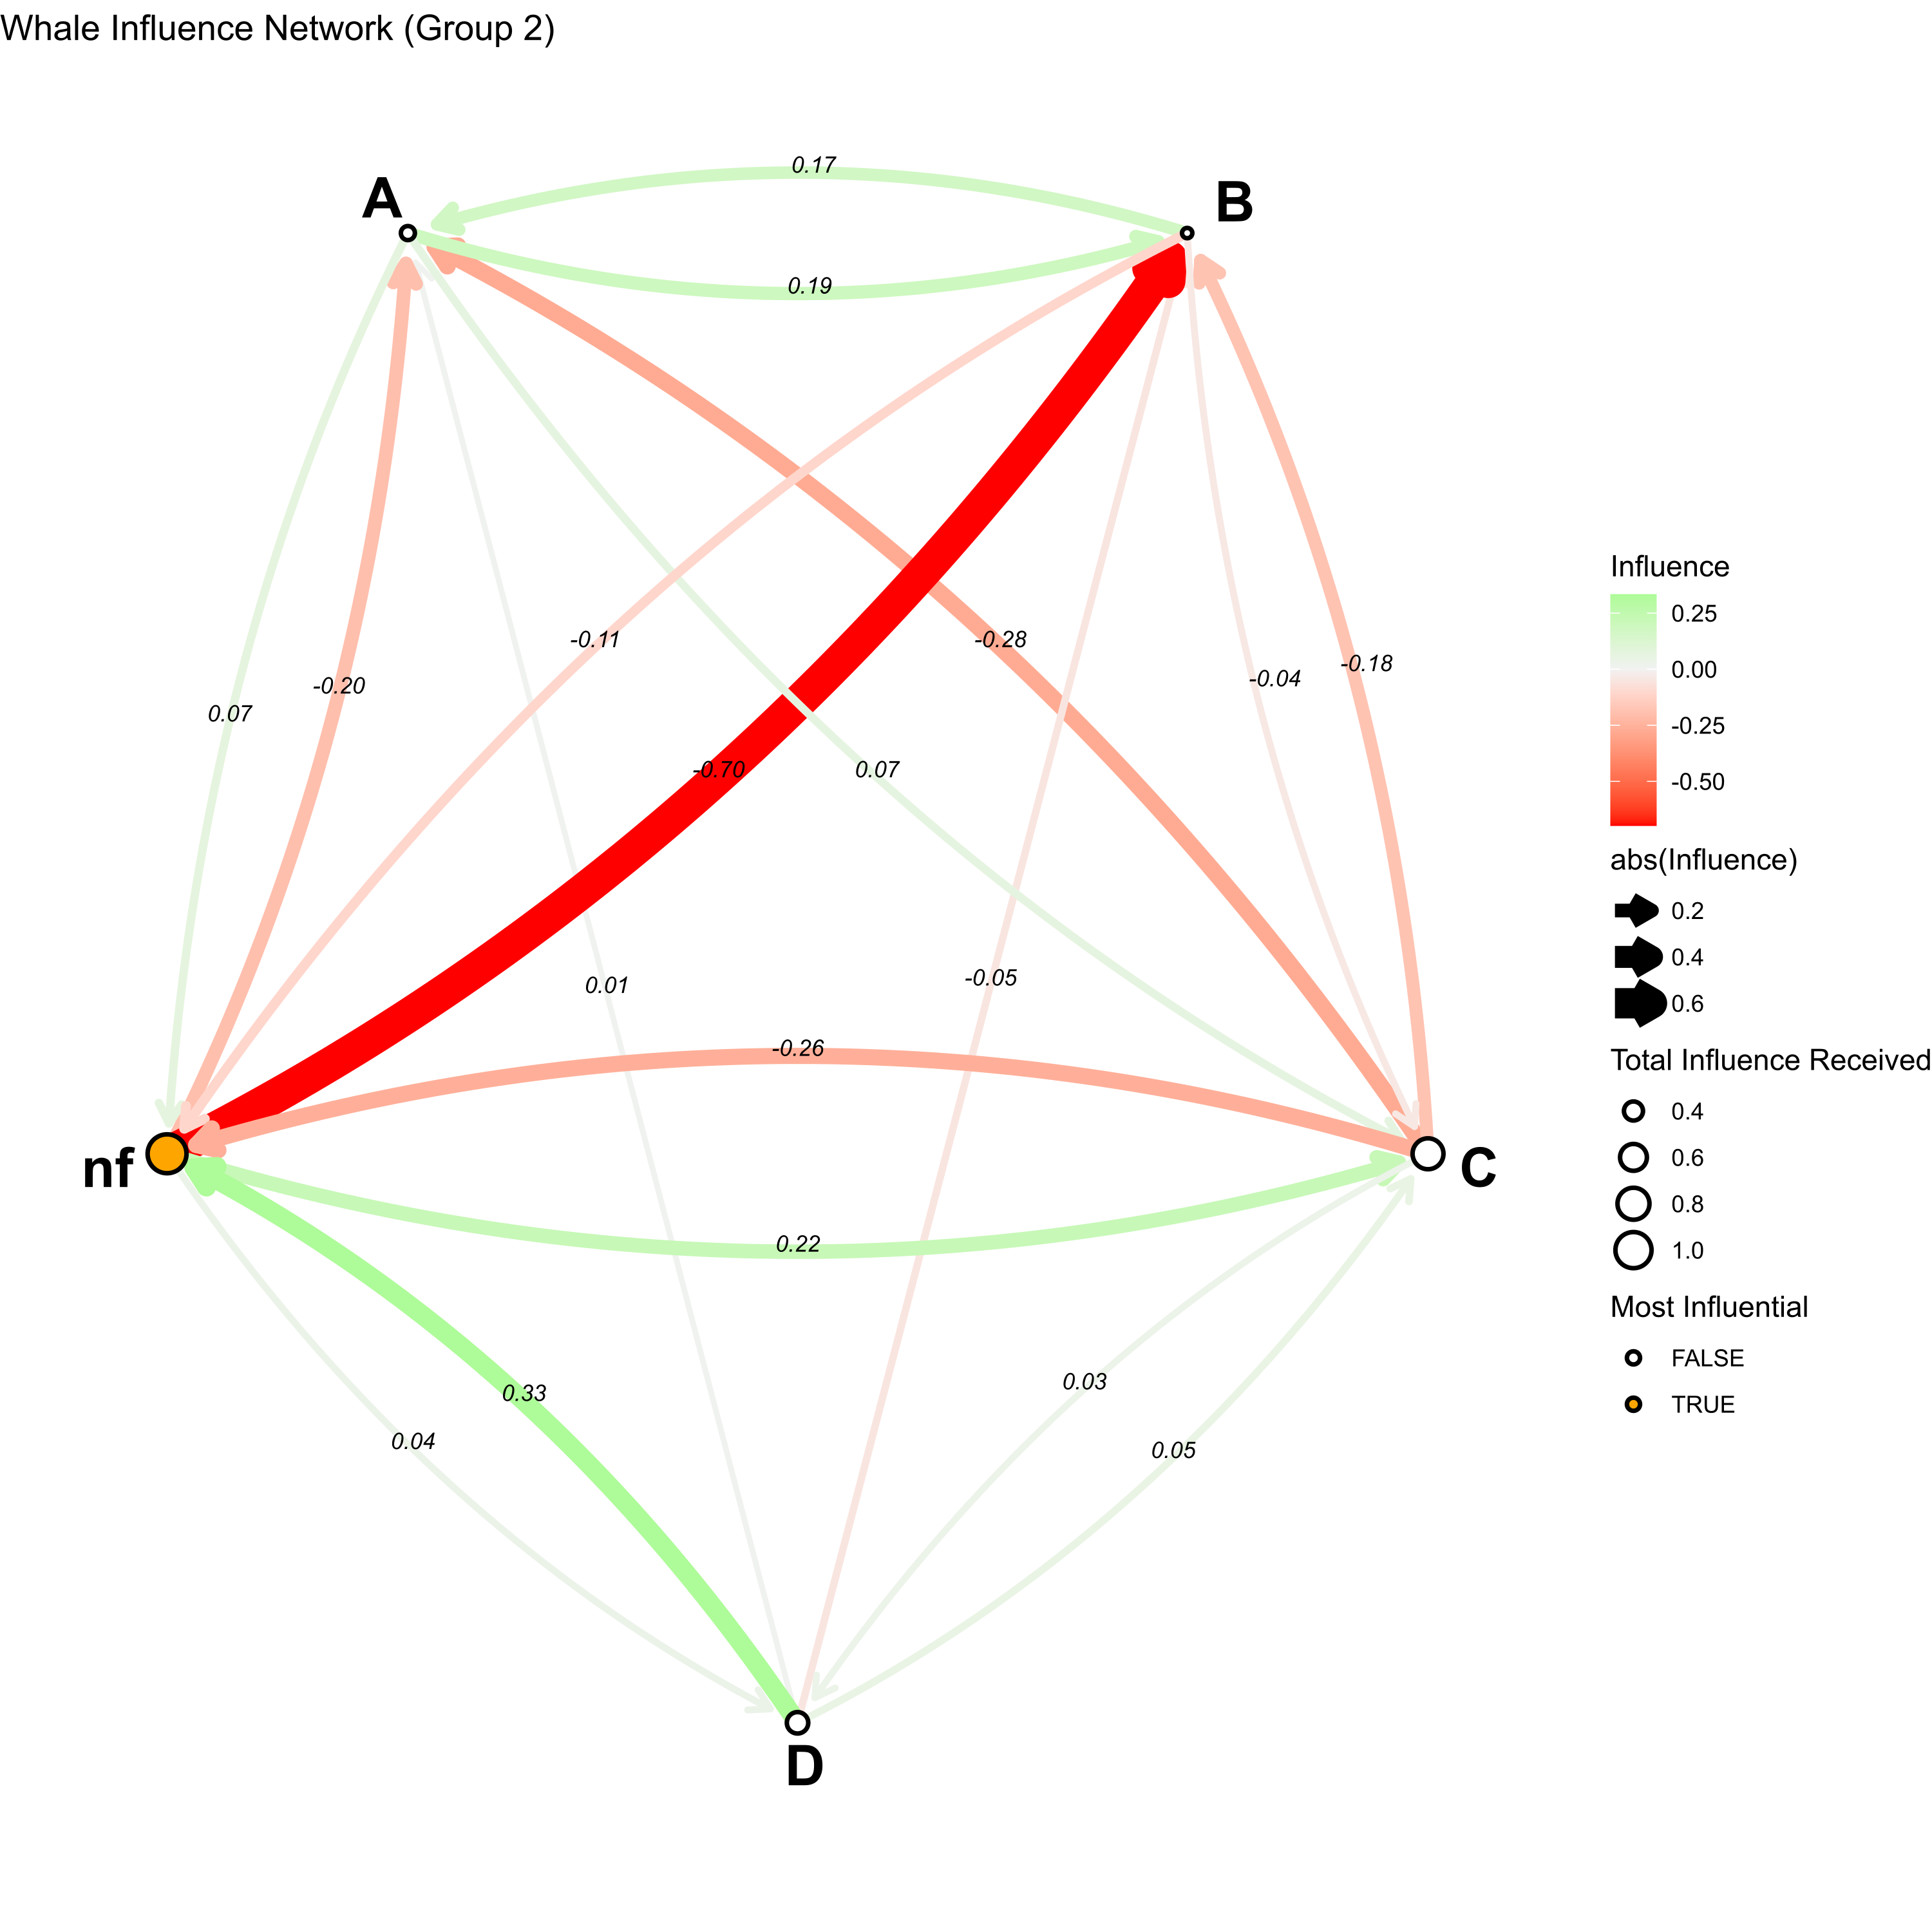 Whale Influence Network (Group 2)
0.17
A
B
0.19
-0.11
-0.28
-0.18
-0.04
-0.20
0.07
-0.70
0.07
0.01
-0.05
-0.26
nf
C
0.22
0.33
0.03
0.04
0.05
D
Influence
0.25
0.00
-0.25
-0.50
abs(Influence)
0.2
0.4
0.6
Total Influence Received
0.4
0.6
0.8
1.0
Most Influential
FALSE
TRUE